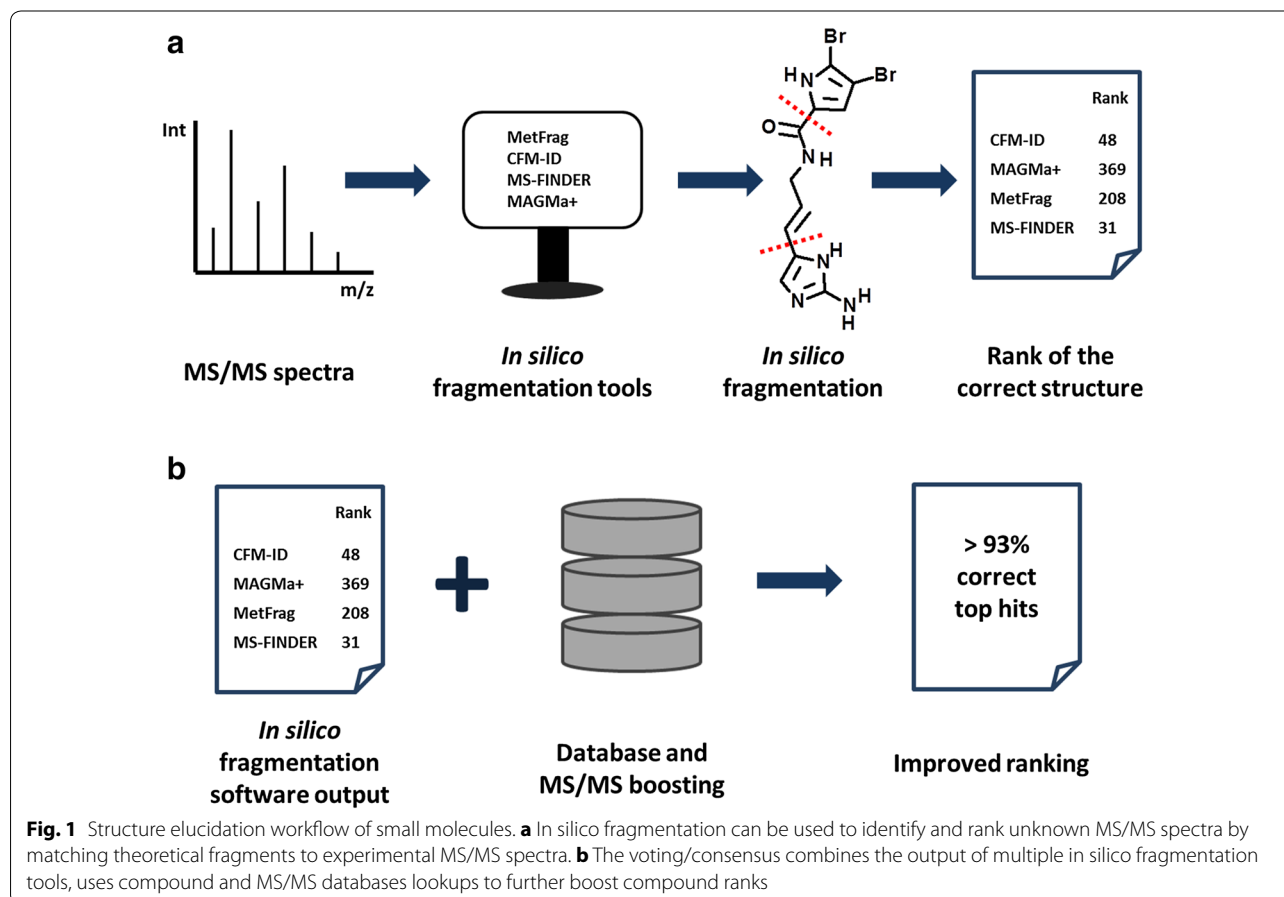 a
Int
m/z
MS/MS spectra
MetFrag
CFM-ID
MS-FINDER
MAGMa+
In silico
fragmentation tools
Br
H
N
Br
O
N
H
H
N
N
N
H
H
In silico
fragmentation
Rank
CFM-ID 48
MAGMa+ 369
MetFrag 208
MS-FINDER 31
Rank of the
correct structure
b
Rank
CFM-ID 48
MAGMa+ 369
MetFrag 208
MS-FINDER 31
In silico
fragmentation
software output
Database and
MS/MS boosting
> 93%
correct
top hits
Improved ranking
Fig. 1 Structure elucidation workflow of small molecules. a In silico fragmentation can be used to identify and rank unknown MS/MS spectra by
matching theoretical fragments to experimental MS/MS spectra. b The voting/consensus combines the output of multiple in silico fragmentation
tools, uses compound and MS/MS databases lookups to further boost compound ranks